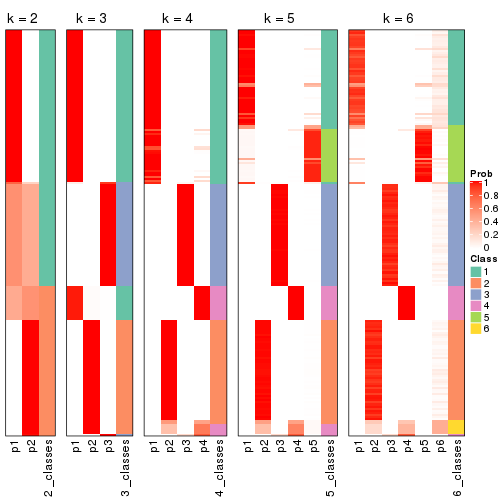 k = 2
k = 3
k = 4
k = 5
k = 6
Prob
1
0.8
0.6
0.4
0.2
0
Class
1
2
3
4
5
6
p1
p2
2_classes
p1
p2
p3
3_classes
p1
p2
p3
p4
4_classes
p1
p2
p3
p4
p5
5_classes
p1
p2
p3
p4
p5
p6
6_classes